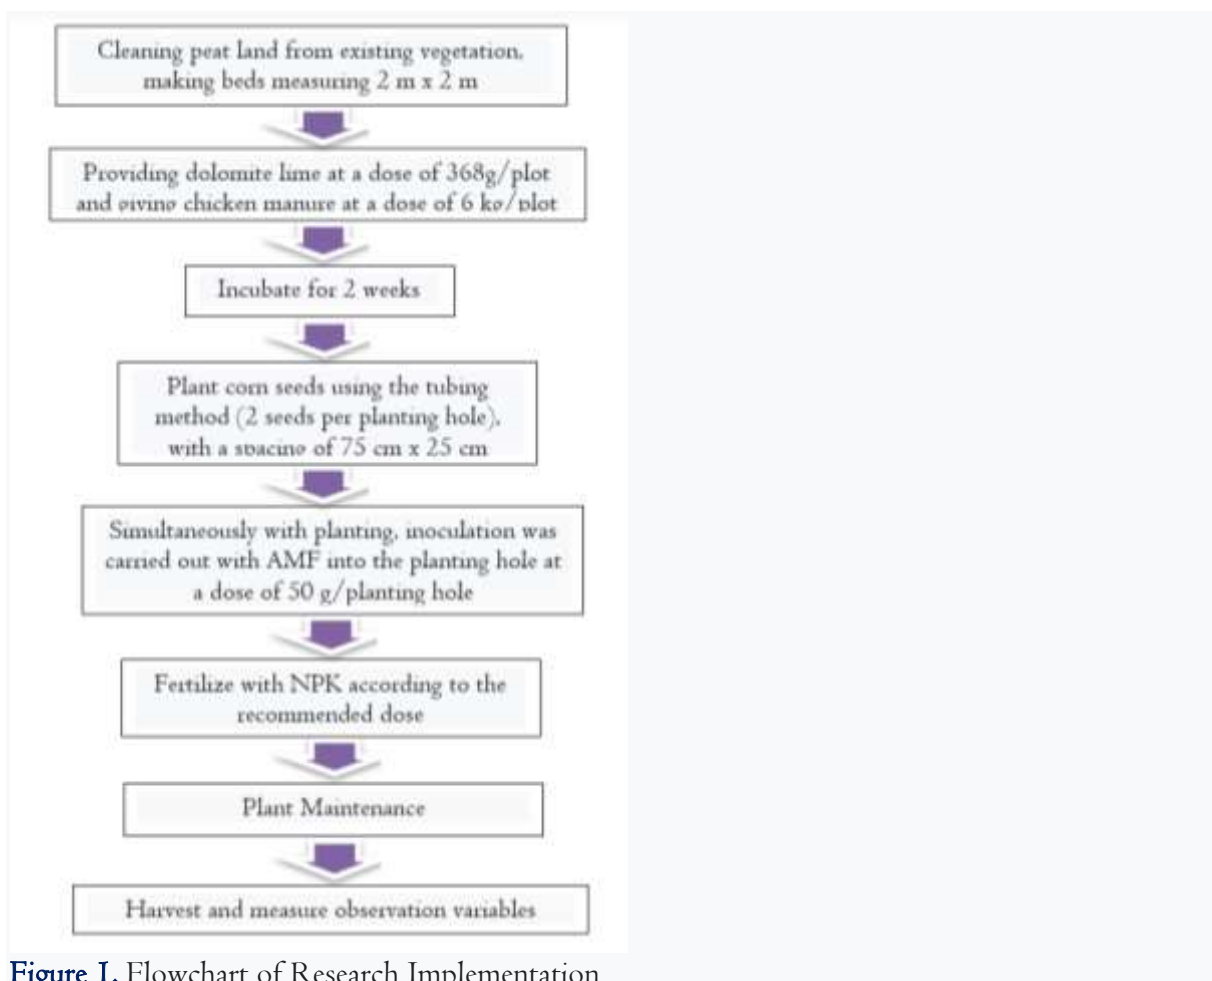 Cleaning peat land from existing vegetation,
making beds measuring 2 m x 2 m
Providing dolomite lime at a dose of 368g/plot
and giving chicken manure at a dose of 6 kg/plot
Incubate for 2 weeks
Plant corn seeds using the tubing
method (2 seeds per planting hole),
with a spacing of 75 cm x 25 cm
Simultaneously with planting, inoculation was
carried out with AMF into the planting hole at
a dose of 50 g/planting hole
Fertilize with NPK according to the
recommended dose
Plant Maintenance
Harvest and measure observation variables
Figure 1. Flowchart of Research Implementation